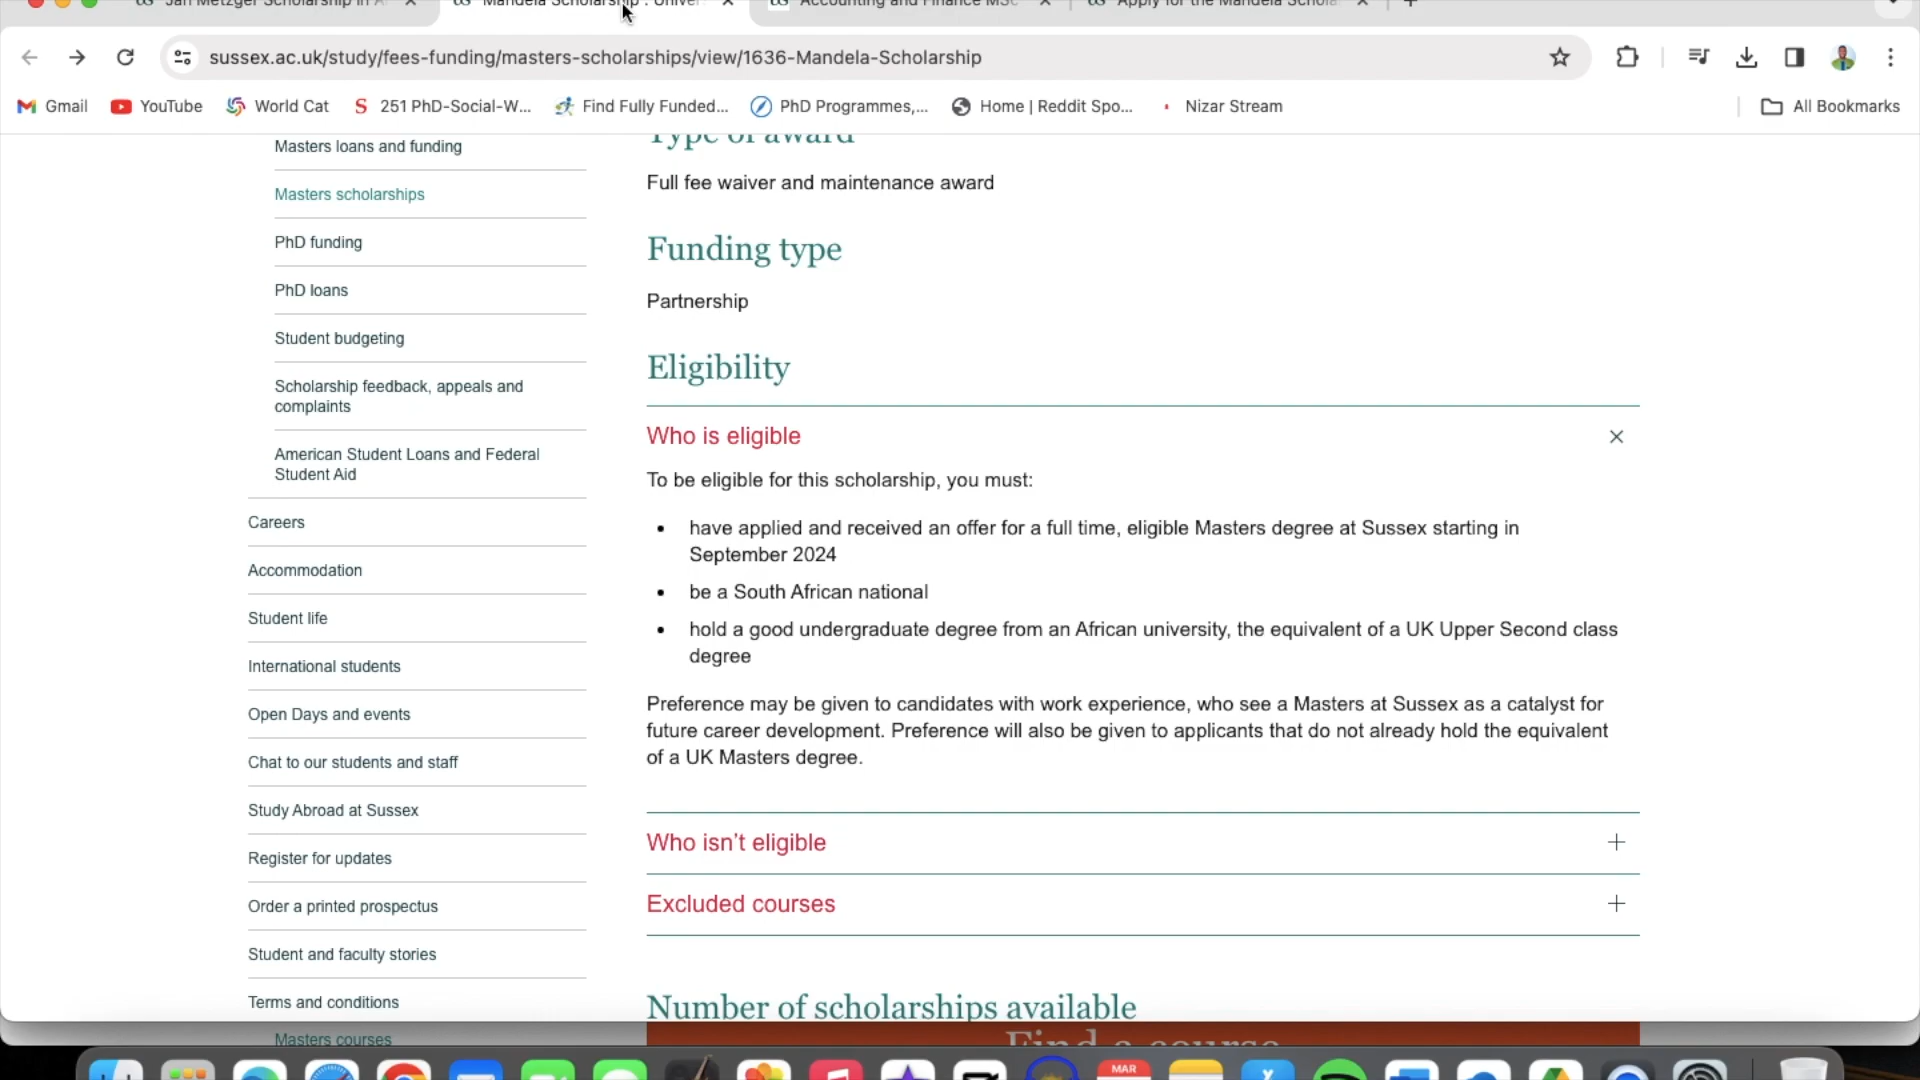 Jan Metzger Scholarship in A
Mandela Scholarship : Univer
Accounting and Finance MSc
Apply for the Mandela Schola
sussex.ac.uk/study/fees-funding/masters-scholarships/view/1636-Mandela-Scholarship
Gmail
YouTube
World Cat
251 PhD-Social-W...
Find Fully Funded...
PhD Programmes,...
Home | Reddit Spo...
Nizar Stream
All Bookmarks
Masters loans and funding
Masters scholarships
PhD funding
PhD loans
Student budgeting
Scholarship feedback, appeals and
complaints
American Student Loans and Federal
Student Aid
Careers
Accommodation
Student life
International students
Open Days and events
Chat to our students and staff
Study Abroad at Sussex
Register for updates
Order a printed prospectus
Student and faculty stories
Terms and conditions
Masters courses
Type of award
Full fee waiver and maintenance award
Funding type
Partnership
Eligibility
Who is eligible
To be eligible for this scholarship, you must:
• have applied and received an offer for a full time, eligible Masters degree at Sussex starting in
September 2024
• be a South African national
• hold a good undergraduate degree from an African university, the equivalent of a UK Upper Second class
degree
Preference may be given to candidates with work experience, who see a Masters at Sussex as a catalyst for
future career development. Preference will also be given to applicants that do not already hold the equivalent
of a UK Masters degree.
Who isn’t eligible
Excluded courses
Number of scholarships available
Find a course
MAR